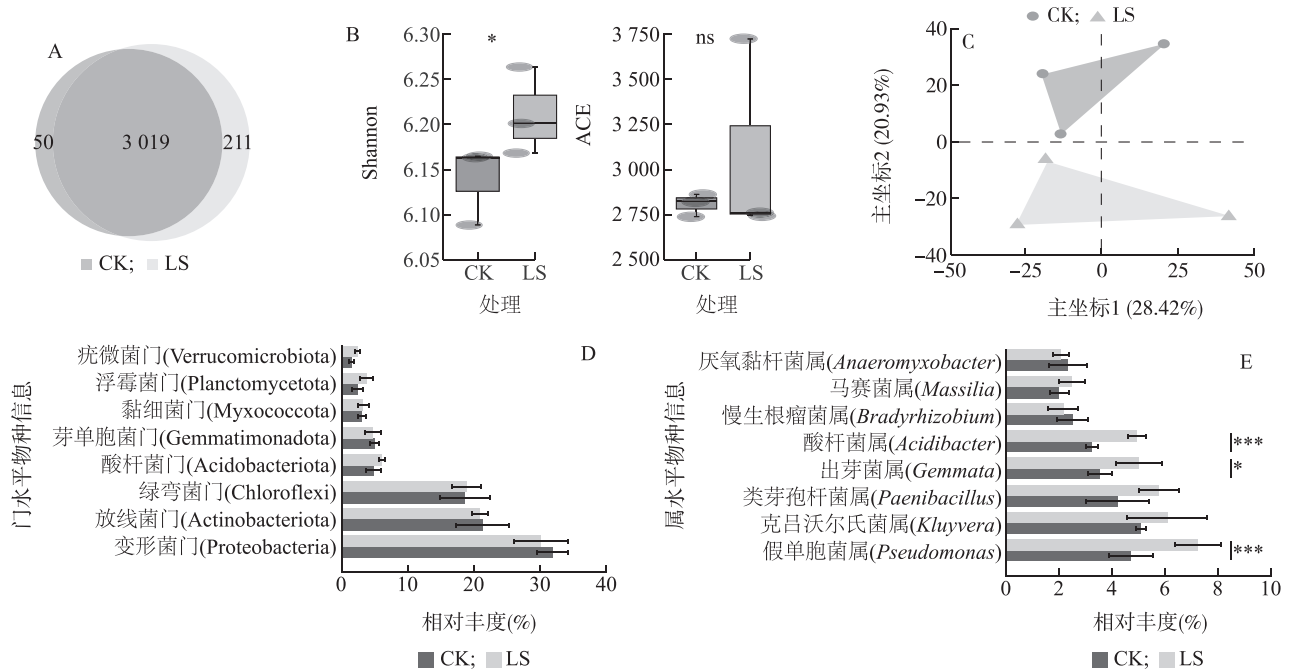 A
50
3 019
211
CK; LS
B
Shannon
6.30
6.25
6.20
6.15
6.10
6.05
*
CK LS
处理
ACE
3 750
3 500
3 250
3 000
2 750
2 500
ns
CK LS
处理
CK; LS
C
主坐标2 (20.93%)
40
20
0
−20
−40
−50 −25 0 25 50
主坐标1 (28.42%)
D
门水平物种信息
疣微菌门(Verrucomicrobiota)
浮霉菌门(Planctomycetota)
黏细菌门(Myxococcota)
芽单胞菌门(Gemmatimonadota)
酸杆菌门(Acidobacteriota)
绿弯菌门(Chloroflexi)
放线菌门(Actinobacteriota)
变形菌门(Proteobacteria)
0 10 20 30 40
相对丰度(%)
CK; LS
E
属水平物种信息
厌氧黏杆菌属(Anaeromyxobacter)
马赛菌属(Massilia)
慢生根瘤菌属(Bradyrhizobium)
酸杆菌属(Acidibacter)
***
出芽菌属(Gemmata)
*
类芽孢杆菌属(Paenibacillus)
克吕沃尔氏菌属(Kluyvera)
假单胞菌属(Pseudomonas)
***
0 2 4 6 8 10
相对丰度(%)
CK; LS